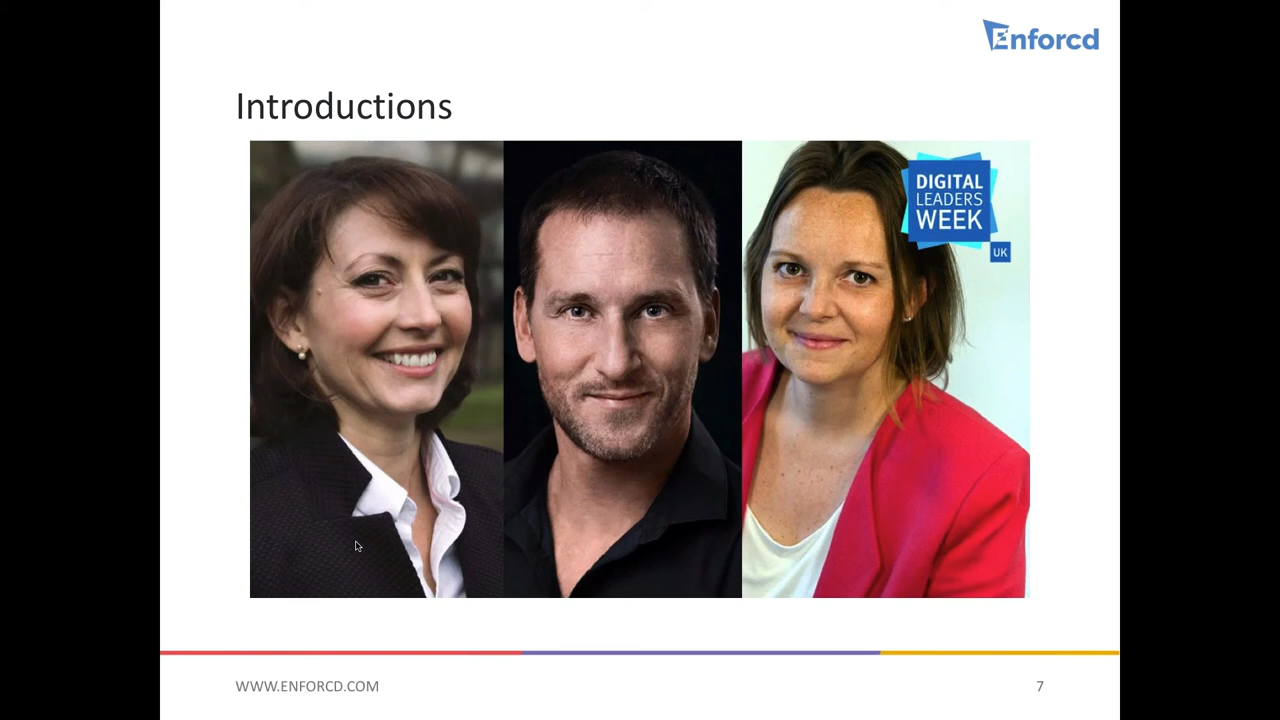 Enforcd
Introductions
DIGITAL
LEADERS
WEEK
UK
WWW.ENFORCD.COM
7